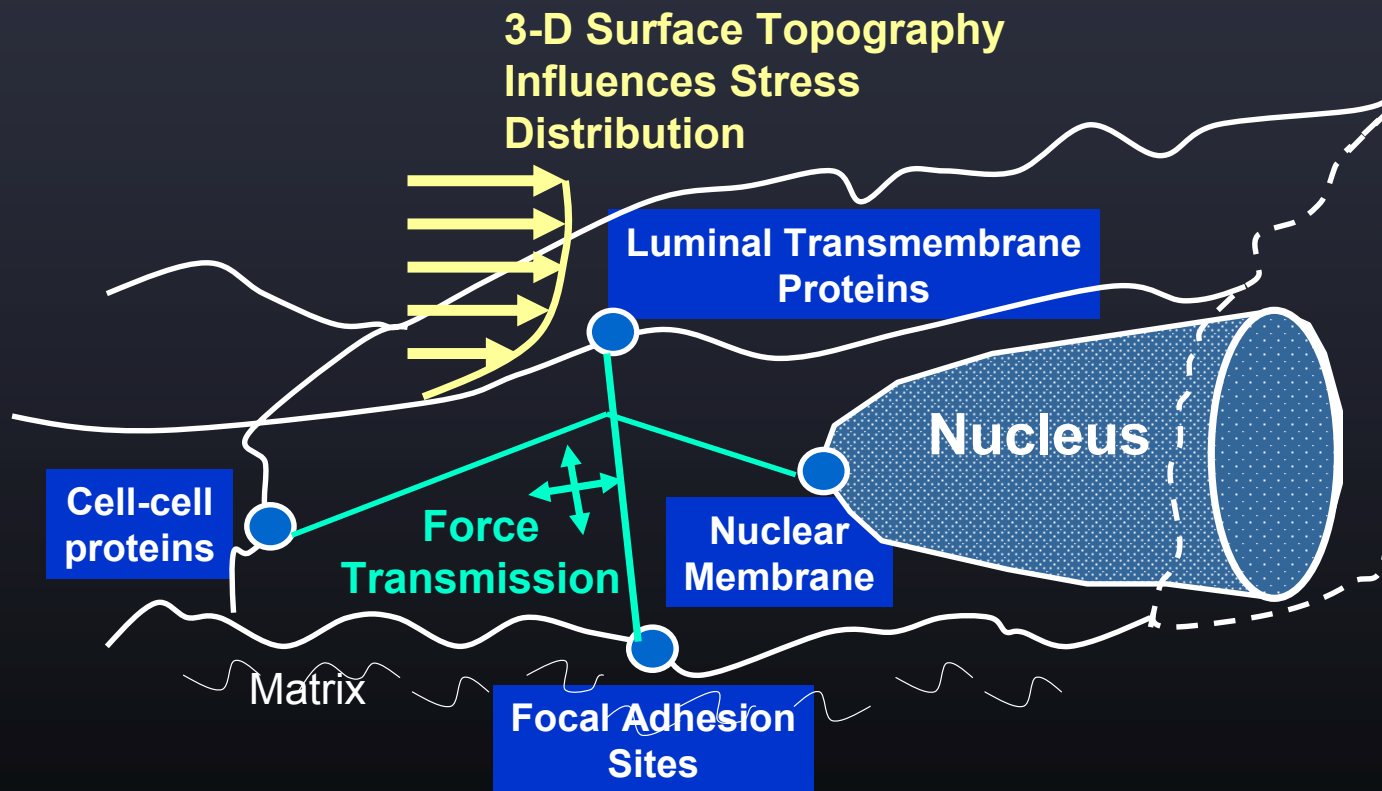 3-D Surface Topography
Influences Stress
Distribution
Luminal Transmembrane
Proteins
Nucleus
Cell-cell
proteins
Force
Transmission
Nuclear
Membrane
Matrix
Focal Adhesion
Sites